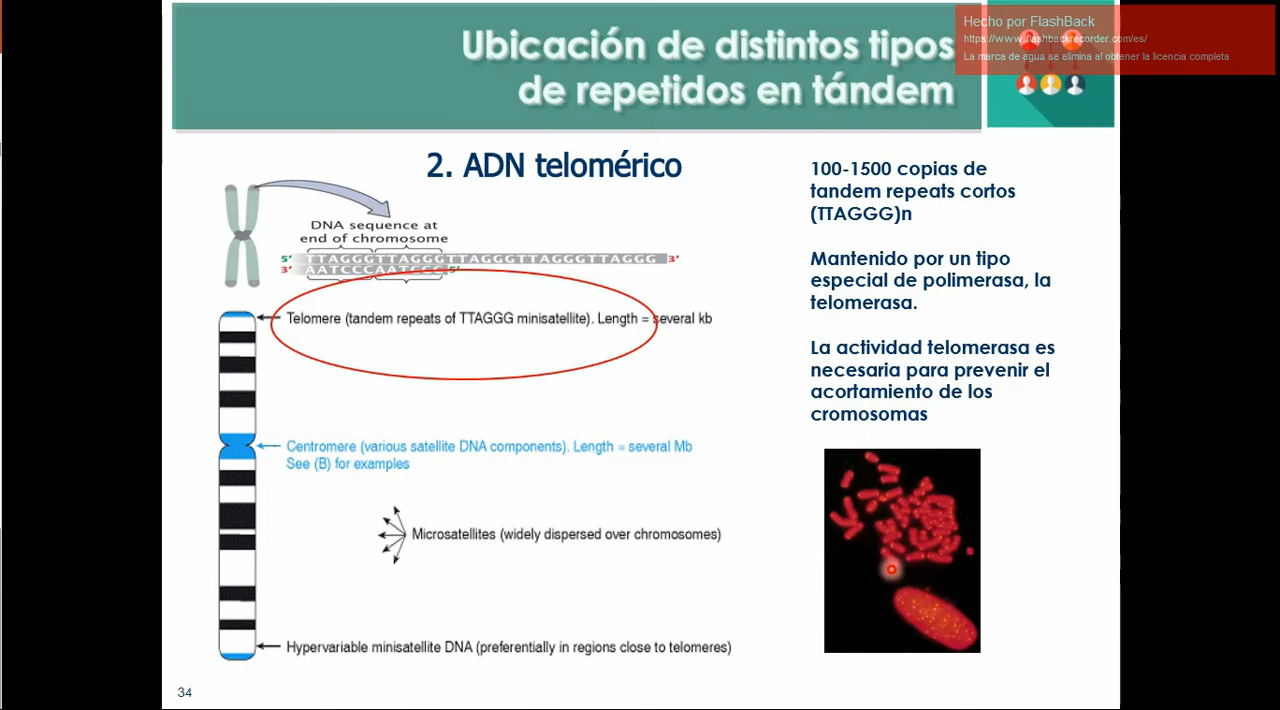 Ubicación de distintos tipos
de repetidos en tándem
Hecho por FlashBack
https://www.flashbackrecorder.com/es/
La marca de agua se elimina al obtener la licencia completa
2. ADN telomérico
DNA sequence at
end of chromosome
5' TTAGGGTTAGGGTTAGGGTTAGGGTTAGGG 3'
3' AATCCCAATCCC 5'
Telomere (tandem repeats of TTAGGG minisatellite). Length = several kb
Centromere (various satellite DNA components). Length = several Mb
See (B) for examples
Microsatellites (widely dispersed over chromosomes)
Hypervariable minisatellite DNA (preferentially in regions close to telomeres)
100-1500 copias de
tandem repeats cortos
(TTAGGG)n
Mantenido por un tipo
especial de polimerasa, la
telomerasa.
La actividad telomerasa es
necesaria para prevenir el
acortamiento de los
cromosomas
34